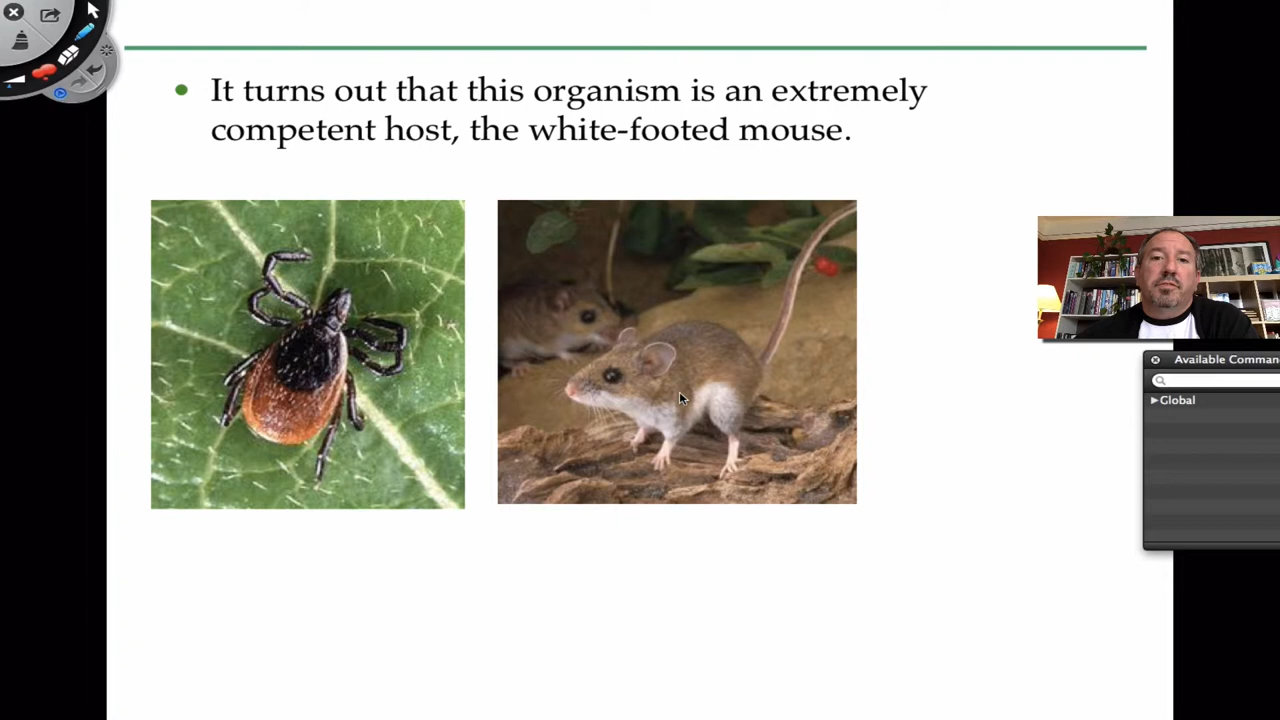 It turns out that this organism is an extremely
competent host, the white-footed mouse.
Available Comman
Global